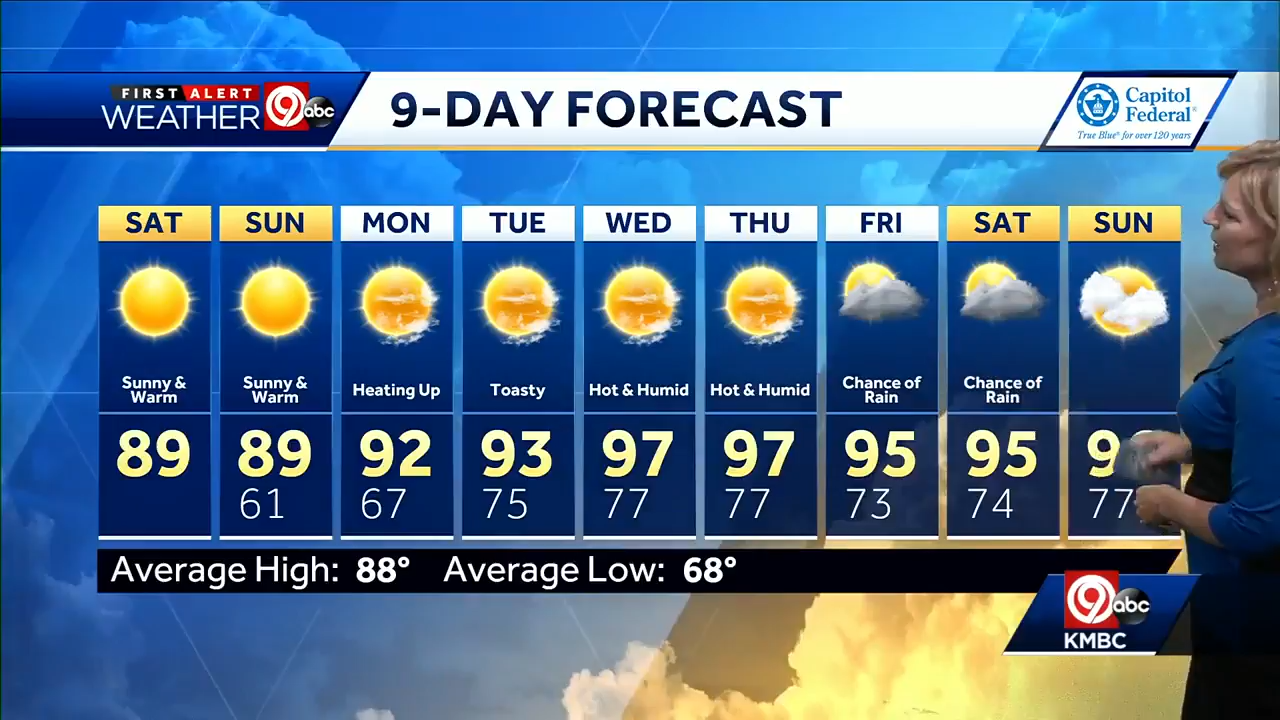 FIRST ALERT
WEATHER 9 abc
9-DAY FORECAST
Capitol
Federal®
True Blue® for over 120 years
SAT SUN MON TUE WED THU FRI SAT SUN
Sunny & Warm Sunny & Warm Heating Up Toasty Hot & Humid Hot & Humid Chance of Rain Chance of Rain
89 89 92 93 97 97 95 95
61 67 75 77 77 73 74 77
Average High: 88° Average Low: 68°
9 abc
KMBC